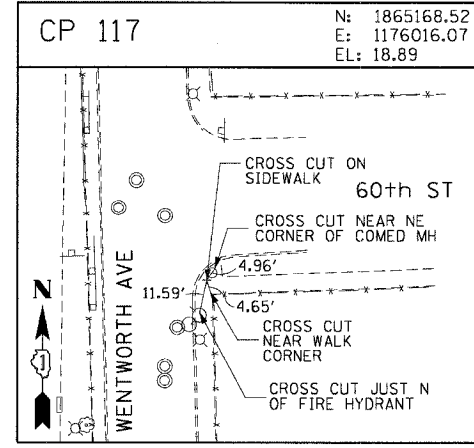 CP 117
N: 1865168.52
E: 1176016.07
EL: 18.89
CROSS CUT ON
SIDEWALK
60th ST
CROSS CUT NEAR NE
CORNER OF COMED MH
4.96'
11.59'
4.65'
N
WENTWORTH AVE
CROSS CUT
NEAR WALK
CORNER
CROSS CUT JUST N
OF FIRE HYDRANT